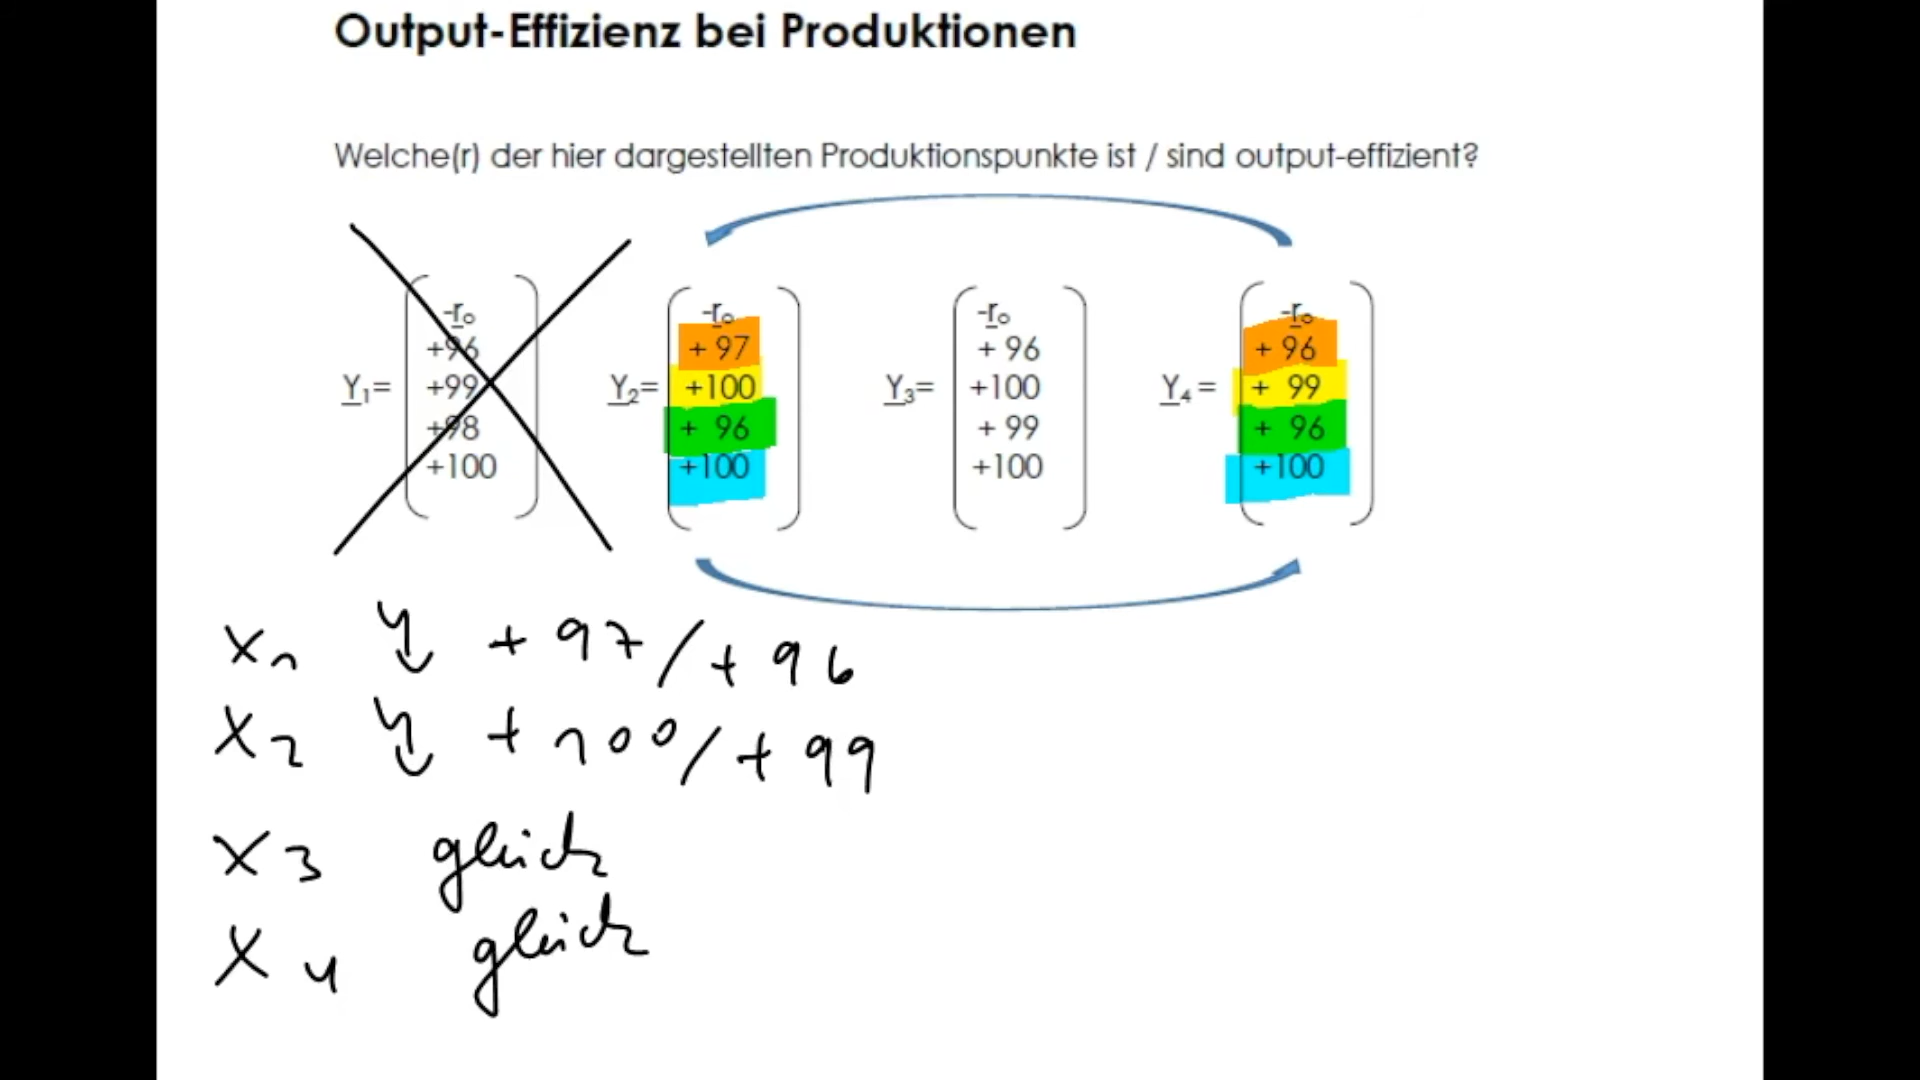 Output-Effizienz bei Produktionen
Welche(r) der hier dargestellten Produktionspunkte ist / sind output-effizient?
Y₁=
-r₀
+96
+99
+98
+100
Y₂=
-r₀
+ 97
+100
+ 96
+100
Y₃=
-r₀
+ 96
+100
+ 99
+100
Y₄ =
-r₀
+ 96
+ 99
+ 96
+100
x₁ ↓ + 97 / + 96
x₂ ↓ + 100 / + 99
x₃ gleich
x₄ gleich